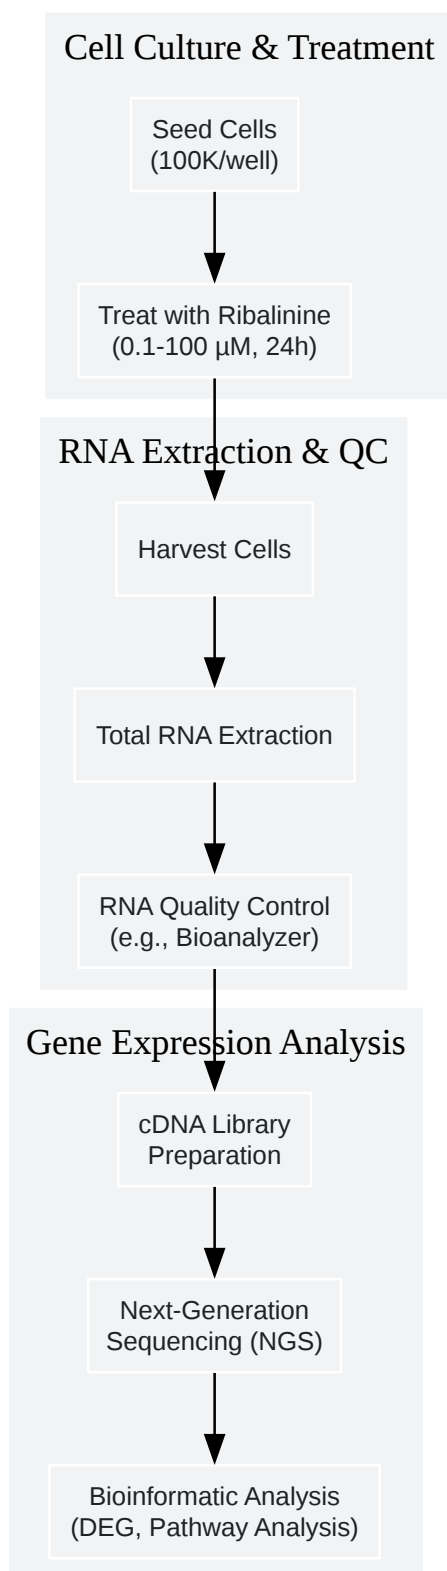 Cell Culture & Treatment
Seed Cells
(100K/well)
Treat with Ribalinine
(0.1-100 µM, 24h)
RNA Extraction & QC
Harvest Cells
Total RNA Extraction
RNA Quality Control
(e.g., Bioanalyzer)
Gene Expression Analysis
cDNA Library
Preparation
Next-Generation
Sequencing (NGS)
Bioinformatic Analysis
(DEG, Pathway Analysis)